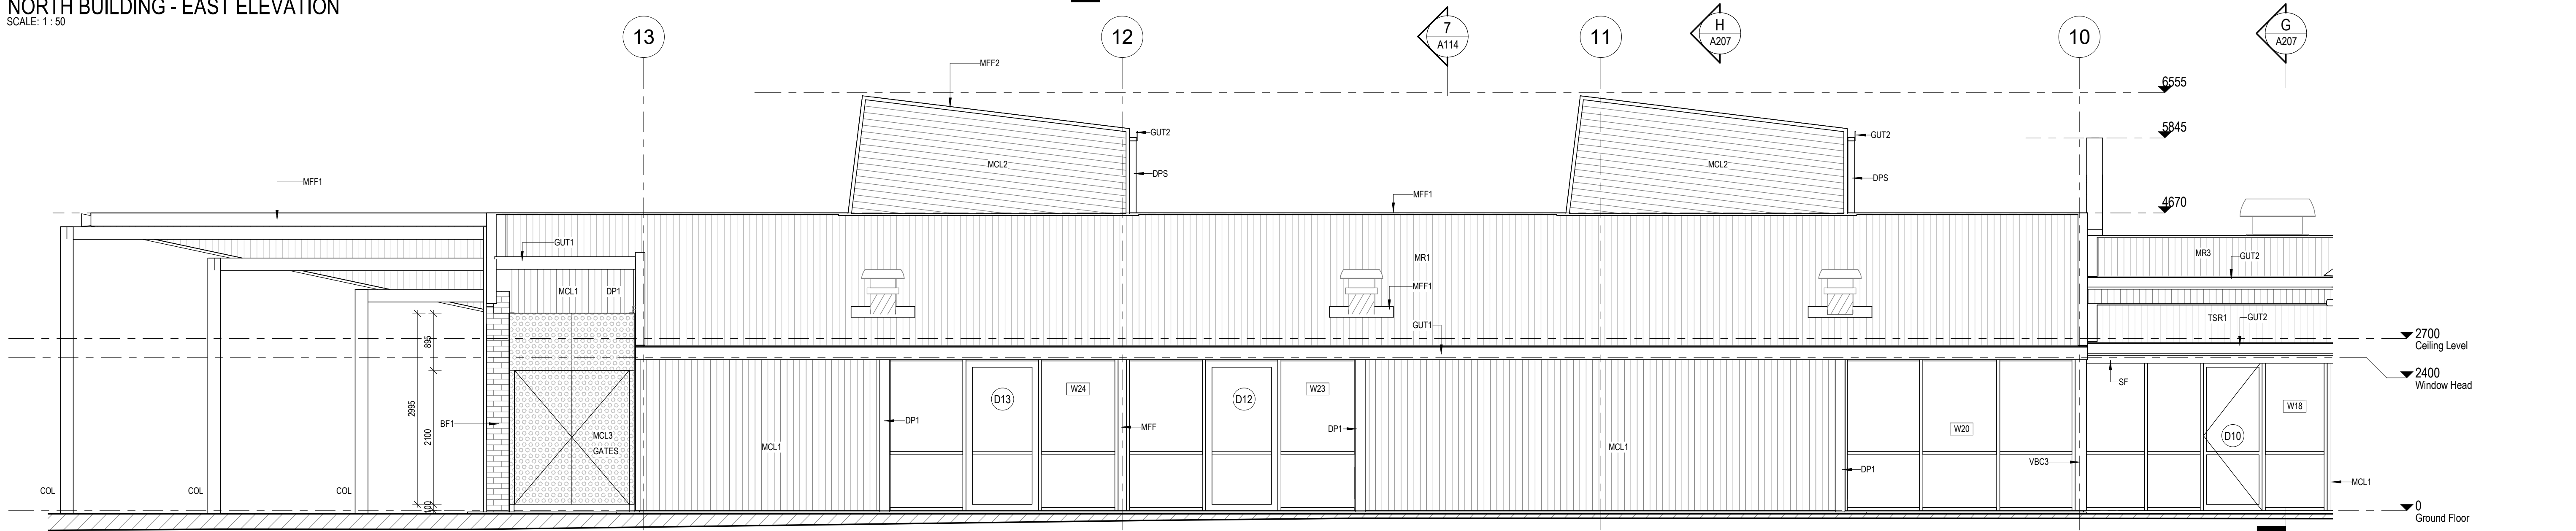 NORTH BUILDING - EAST ELEVATION
SCALE: 1 : 50
13
12
7
A114
11
H
A207
10
G
A207
MFF2
6555
GUT2
GUT2
5845
MCL2
MCL2
DPS
DPS
MFF1
MFF1
4670
GUT1
MR1
MR3
GUT2
MCL1
DP1
MFF1
TSR1
GUT2
GUT1
895
2700
Ceiling Level
2400
Window Head
SF
2995
2100
100
BF1
MCL3
GATES
MCL1
DP1
D13
W24
MFF
D12
W23
DP1
MCL1
DP1
W20
VBC3
D10
W18
MCL1
COL
COL
COL
0
Ground Floor